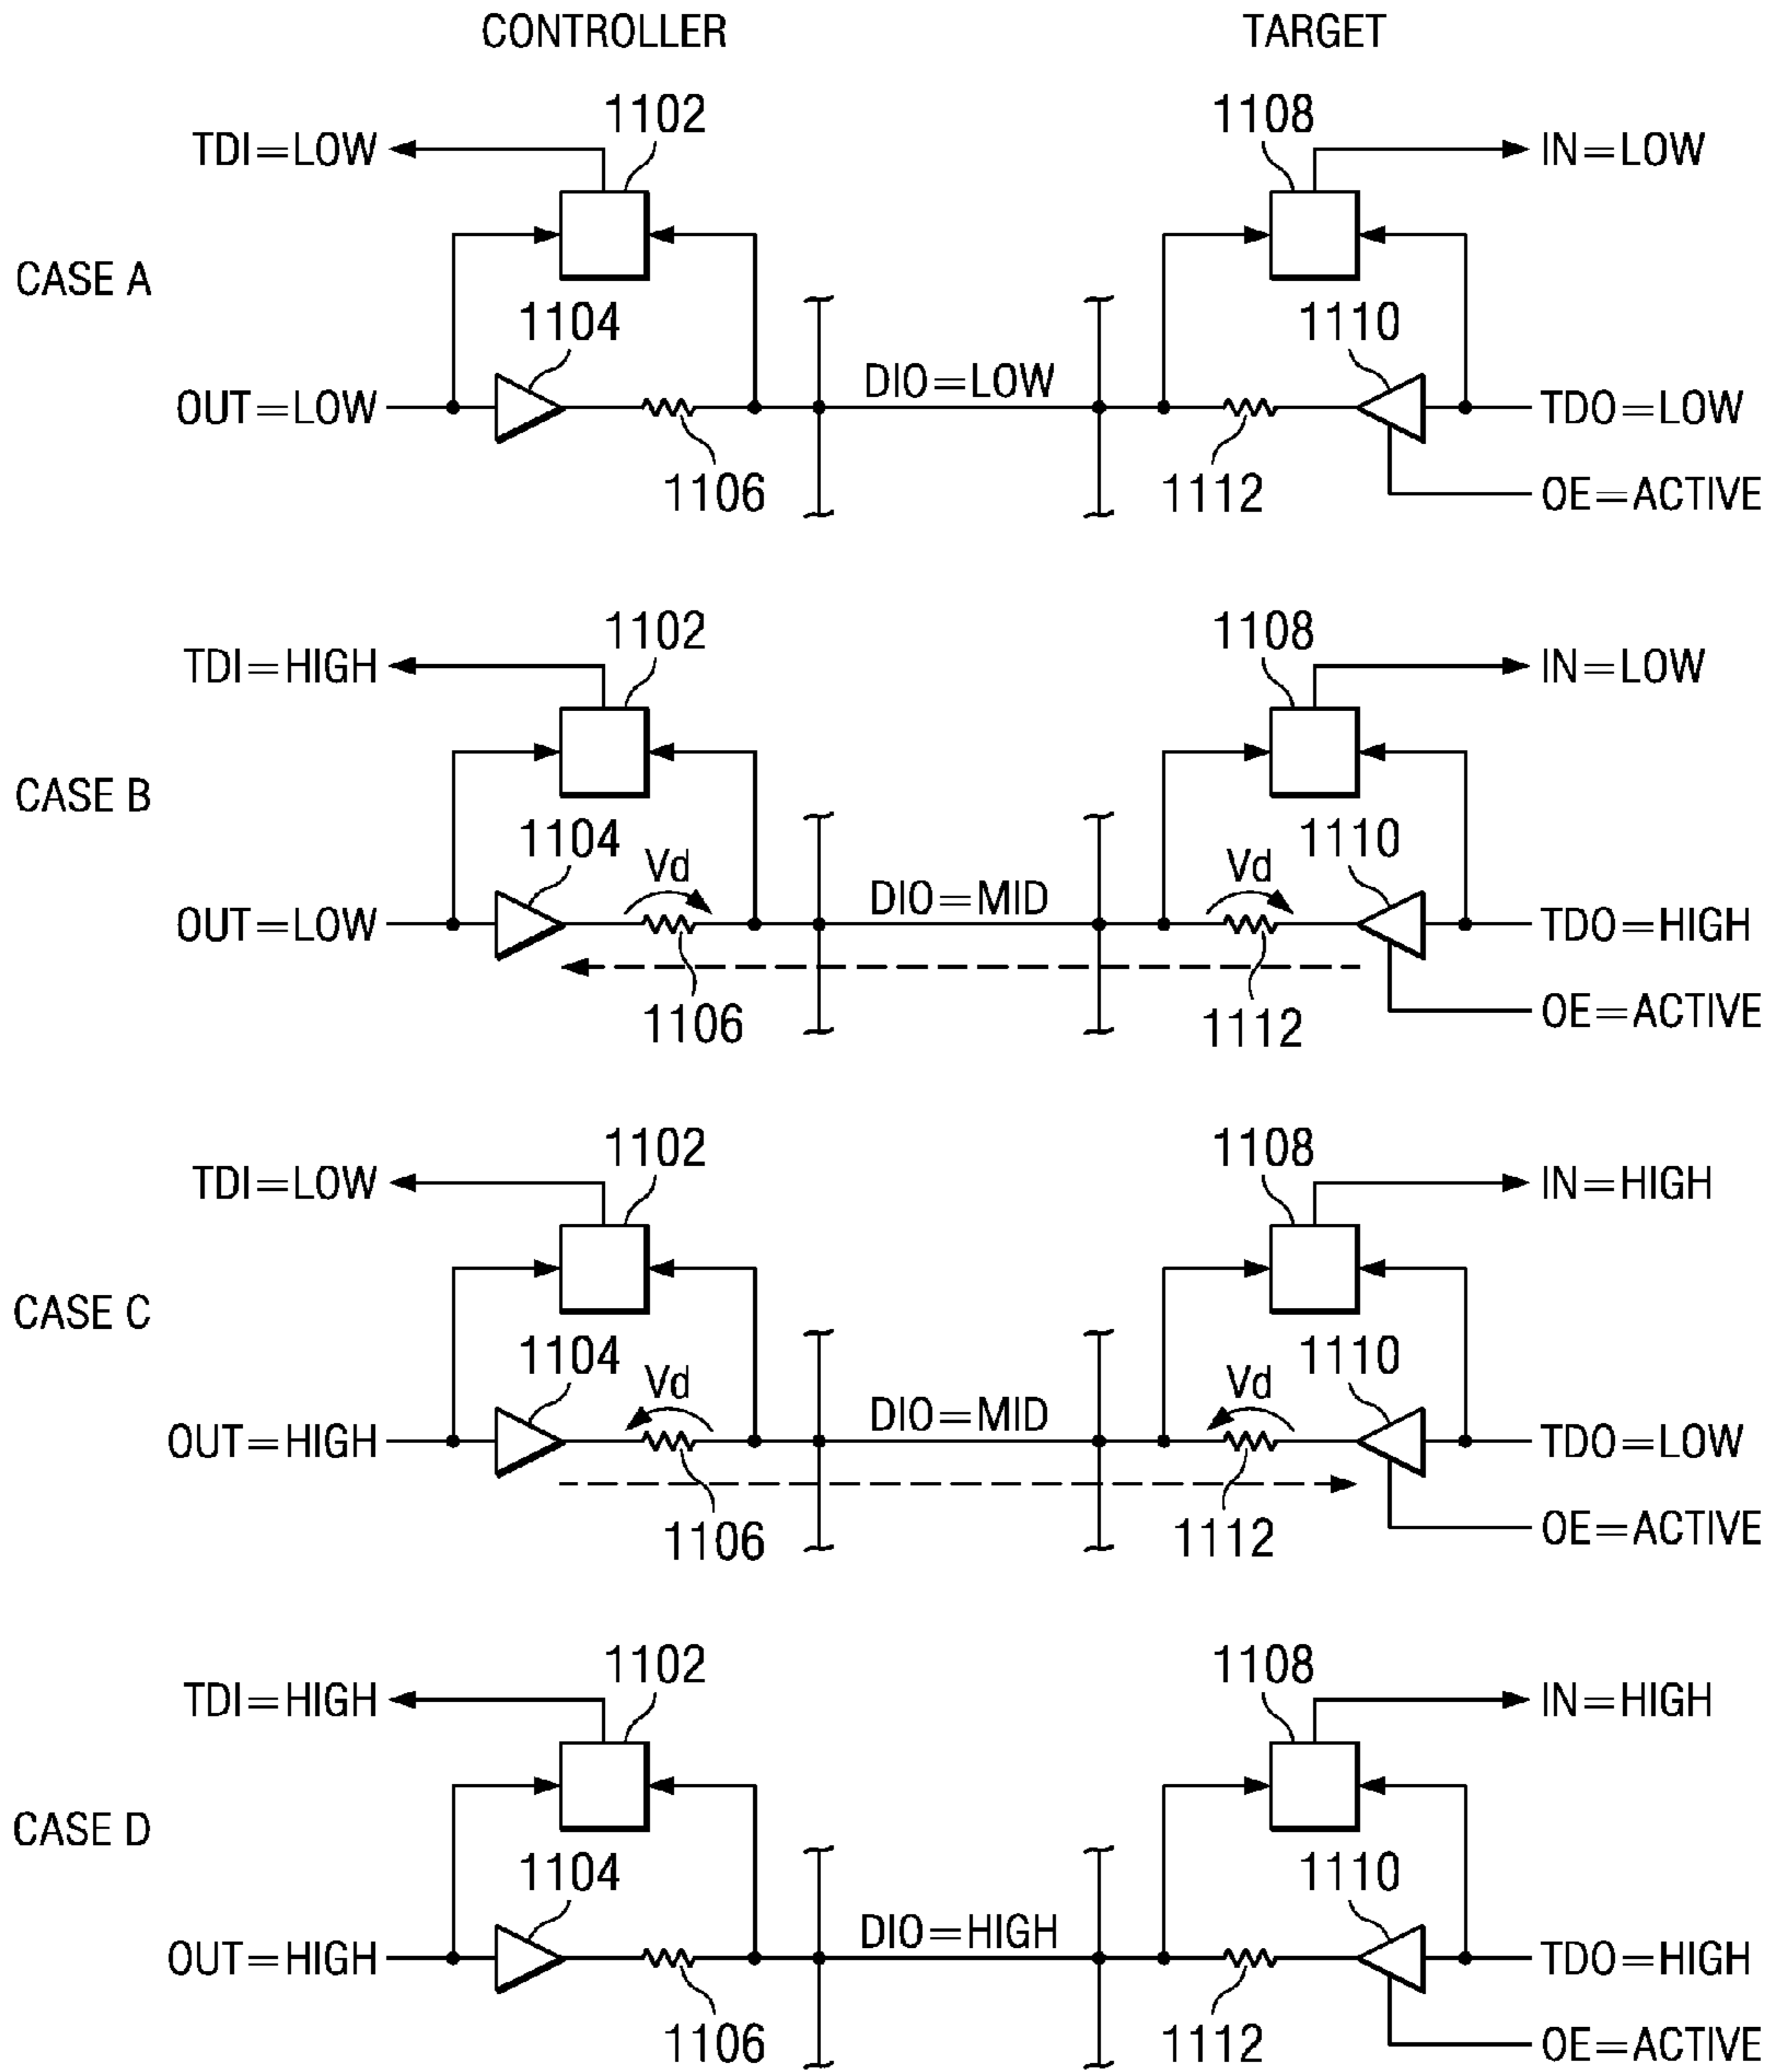 CONTROLLER TARGET
1102 1108
TDI=LOW IN=LOW
CASE A
1104 1110
DIO=LOW
OUT=LOW TDO=LOW
1106 1112 OE=ACTIVE
1102 1108
TDI=HIGH IN=LOW
CASE B
1104 1110
Vd Vd
DIO=MID
OUT=LOW TDO=HIGH
1106 1112 OE=ACTIVE
1102 1108
TDI=LOW IN=HIGH
CASE C
1104 1110
Vd Vd
DIO=MID
OUT=HIGH TDO=LOW
1106 1112 OE=ACTIVE
1102 1108
TDI=HIGH IN=HIGH
CASE D
1104 1110
DIO=HIGH
OUT=HIGH TDO=HIGH
1106 1112 OE=ACTIVE